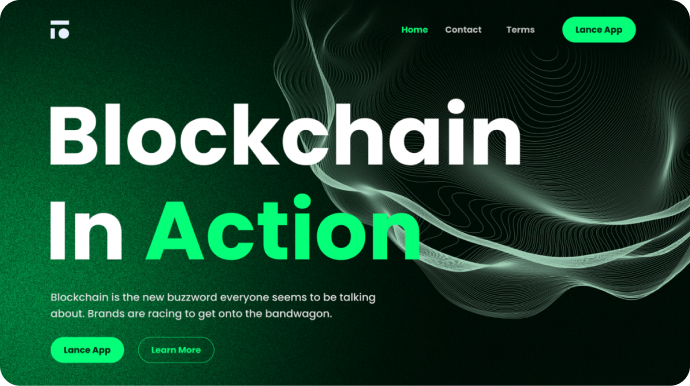 Home Contact Terms Lance App
Blockchain
In Action
Blockchain is the new buzzword everyone seems to be talking
about. Brands are racing to get onto the bandwagon.
Lance App Learn More